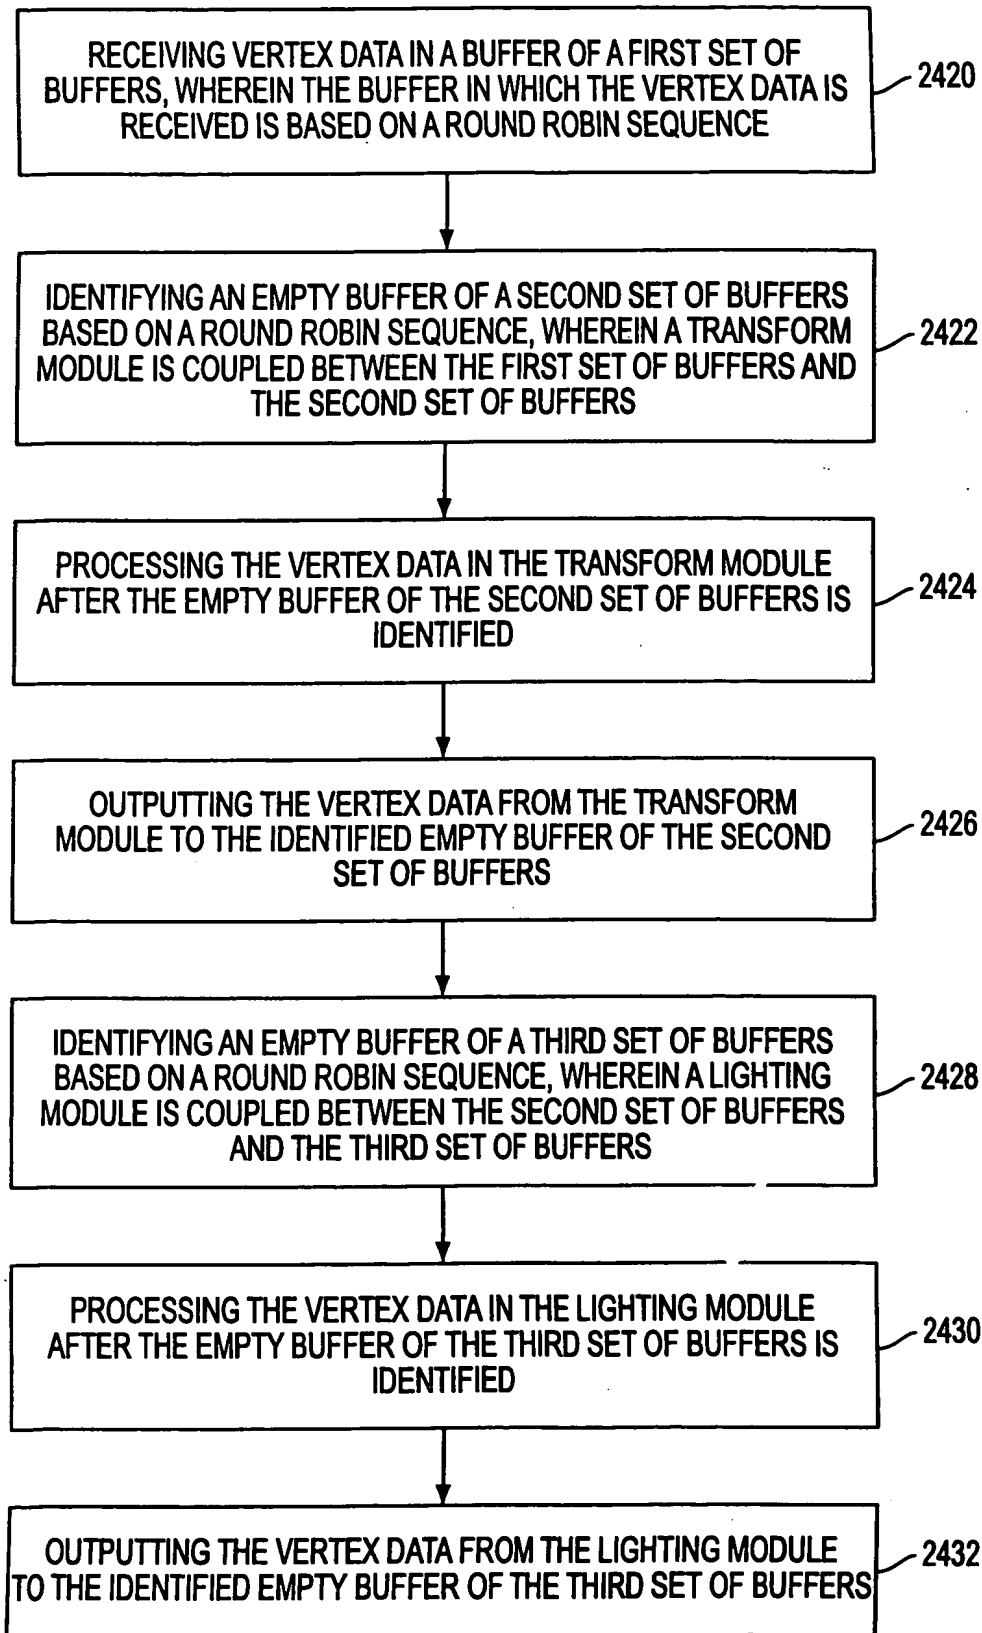 RECEIVING VERTEX DATA IN A BUFFER OF A FIRST SET OF
BUFFERS, WHEREIN THE BUFFER IN WHICH THE VERTEX DATA IS
RECEIVED IS BASED ON A ROUND ROBIN SEQUENCE
2420
IDENTIFYING AN EMPTY BUFFER OF A SECOND SET OF BUFFERS
BASED ON A ROUND ROBIN SEQUENCE, WHEREIN A TRANSFORM
MODULE IS COUPLED BETWEEN THE FIRST SET OF BUFFERS AND
THE SECOND SET OF BUFFERS
2422
PROCESSING THE VERTEX DATA IN THE TRANSFORM MODULE
AFTER THE EMPTY BUFFER OF THE SECOND SET OF BUFFERS IS
IDENTIFIED
2424
OUTPUTTING THE VERTEX DATA FROM THE TRANSFORM
MODULE TO THE IDENTIFIED EMPTY BUFFER OF THE SECOND
SET OF BUFFERS
2426
IDENTIFYING AN EMPTY BUFFER OF A THIRD SET OF BUFFERS
BASED ON A ROUND ROBIN SEQUENCE, WHEREIN A LIGHTING
MODULE IS COUPLED BETWEEN THE SECOND SET OF BUFFERS
AND THE THIRD SET OF BUFFERS
2428
PROCESSING THE VERTEX DATA IN THE LIGHTING MODULE
AFTER THE EMPTY BUFFER OF THE THIRD SET OF BUFFERS IS
IDENTIFIED
2430
OUTPUTTING THE VERTEX DATA FROM THE LIGHTING MODULE
TO THE IDENTIFIED EMPTY BUFFER OF THE THIRD SET OF BUFFERS
2432